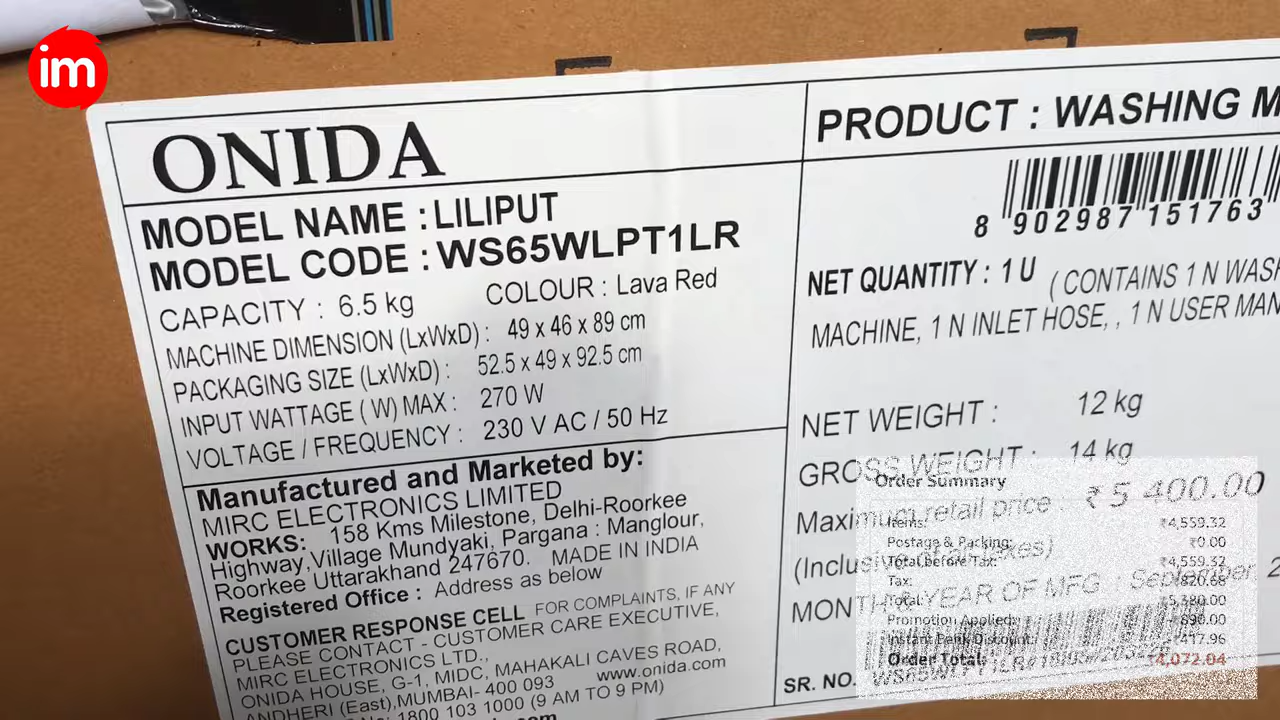 im
ONIDA
MODEL NAME : LILIPUT
MODEL CODE : WS65WLPT1LR
CAPACITY : 6.5 kg COLOUR : Lava Red
MACHINE DIMENSION (LxWxD) : 49 x 46 x 89 cm
PACKAGING SIZE (LxWxD) : 52.5 x 49 x 92.5 cm
INPUT WATTAGE ( W) MAX : 270 W
VOLTAGE / FREQUENCY : 230 V AC / 50 Hz
Manufactured and Marketed by:
MIRC ELECTRONICS LIMITED
WORKS: 158 Kms Milestone, Delhi-Roorkee
Highway, Village Mundyaki, Pargana : Manglour,
Roorkee Uttarakhand 247670. MADE IN INDIA
Registered Office : Address as below
CUSTOMER RESPONSE CELL FOR COMPLAINTS, IF ANY
PLEASE CONTACT - CUSTOMER CARE EXECUTIVE,
MIRC ELECTRONICS LTD.,
ONIDA HOUSE, G-1, MIDC, MAHAKALI CAVES ROAD,
ANDHERI (East), MUMBAI- 400 093 www.onida.com
1800 103 1000 (9 AM TO 9 PM)
PRODUCT : WASHING M
8 902987 151763
NET QUANTITY : 1 U ( CONTAINS 1 N WASH
MACHINE, 1 N INLET HOSE, , 1 N USER MAN
NET WEIGHT : 12 kg
GROSS WEIGHT : 14 kg
Maximum retail price : ₹ 5 400.00
MONTH YEAR OF MFG :
SR. NO.
Order Summary
Items: ₹4,559.32
Postage & Packing: ₹0.00
Total before Tax: ₹4,559.32
Tax: ₹820.68
Total: ₹5,380.00
Promotion Applied: -₹890.00
Instant Bank Discount: -₹417.96
Order Total: ₹4,072.04